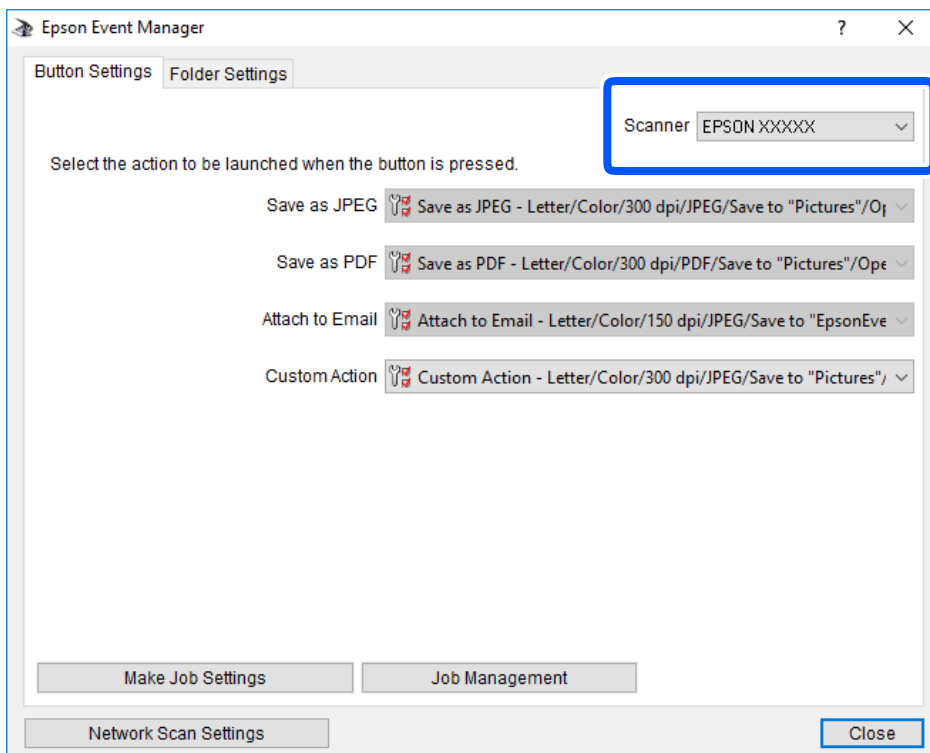 Epson Event Manager
?
Button Settings Folder Settings
Scanner EPSON XXXXX
Select the action to be launched when the button is pressed.
Save as JPEG Save as JPEG - Letter/Color/300 dpi/JPEG/Save to "Pictures"/Op
Save as PDF Save as PDF - Letter/Color/300 dpi/PDF/Save to "Pictures"/Ope
Attach to Email Attach to Email - Letter/Color/150 dpi/JPEG/Save to "EpsonEve
Custom Action Custom Action - Letter/Color/300 dpi/JPEG/Save to "Pictures"/
Make Job Settings Job Management
Network Scan Settings Close